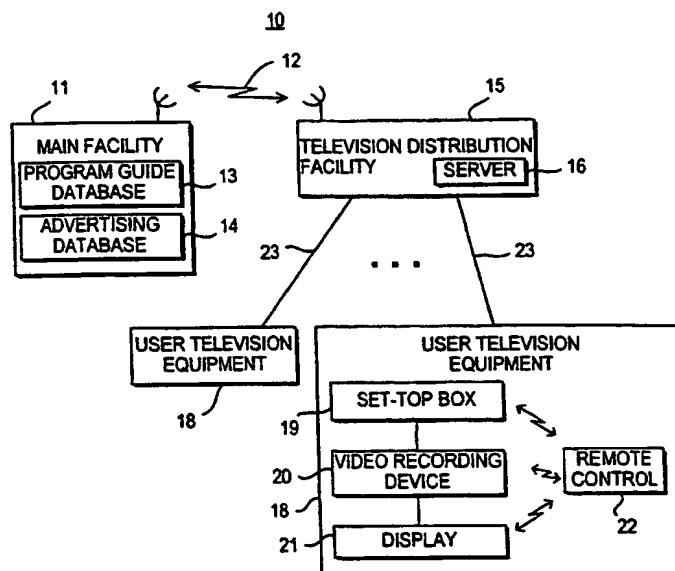 10
12
11
15
MAIN FACILITY
PROGRAM GUIDE
DATABASE
13
ADVERTISING
DATABASE
14
TELEVISION DISTRIBUTION
FACILITY
SERVER
16
23
...
23
USER TELEVISION
EQUIPMENT
18
USER TELEVISION
EQUIPMENT
SET-TOP BOX
19
VIDEO RECORDING
DEVICE
20
REMOTE
CONTROL
22
18
DISPLAY
21